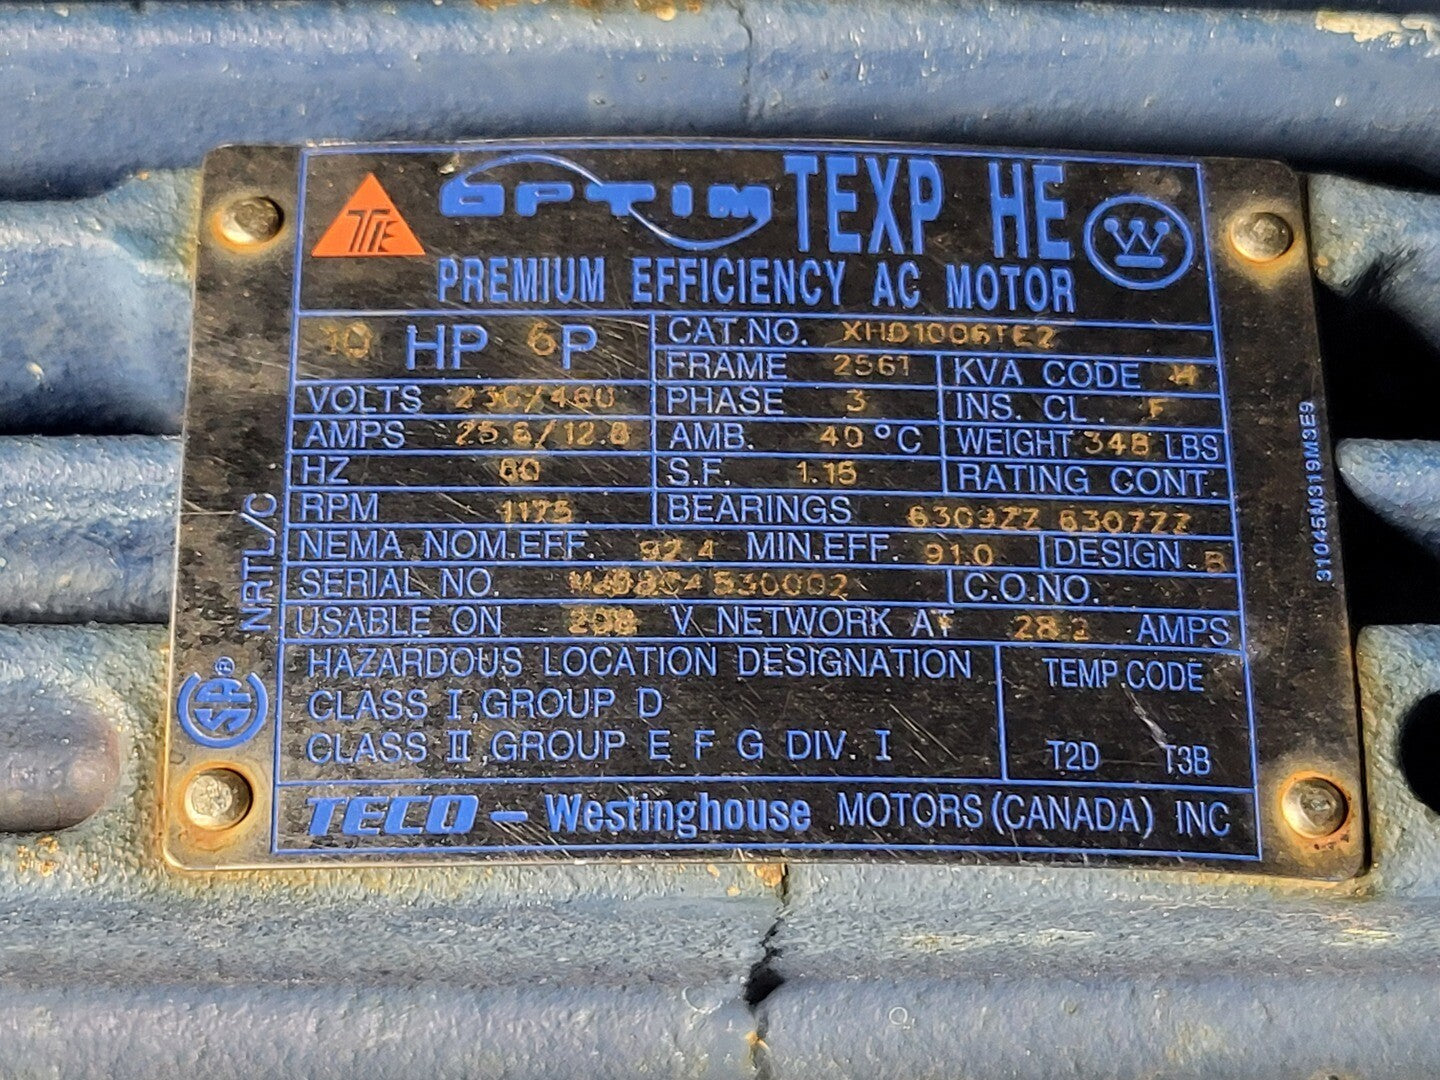 TE OPTIM TEXP HE
PREMIUM EFFICIENCY AC MOTOR
10 HP 6P
CAT.NO. XHD1006TE2
FRAME 256T KVA CODE H
VOLTS 230/460 PHASE 3 INS. CL. F
AMPS 25.6/12.8 AMB. 40°C WEIGHT 348 LBS
HZ 60 S.F. 1.15 RATING CONT.
RPM 1175 BEARINGS 6309ZZ 6307ZZ
NEMA NOM.EFF. 92.4 MIN.EFF. 91.0 DESIGN B
SERIAL NO. C.O.NO.
USABLE ON 208 V NETWORK AT 28.2 AMPS
HAZARDOUS LOCATION DESIGNATION
CLASS I,GROUP D
CLASS II,GROUP E F G DIV. I
TEMP.CODE
T2D T3B
TECO - Westinghouse MOTORS (CANADA) INC
NRTL/C
SA®
31045M319M3E9